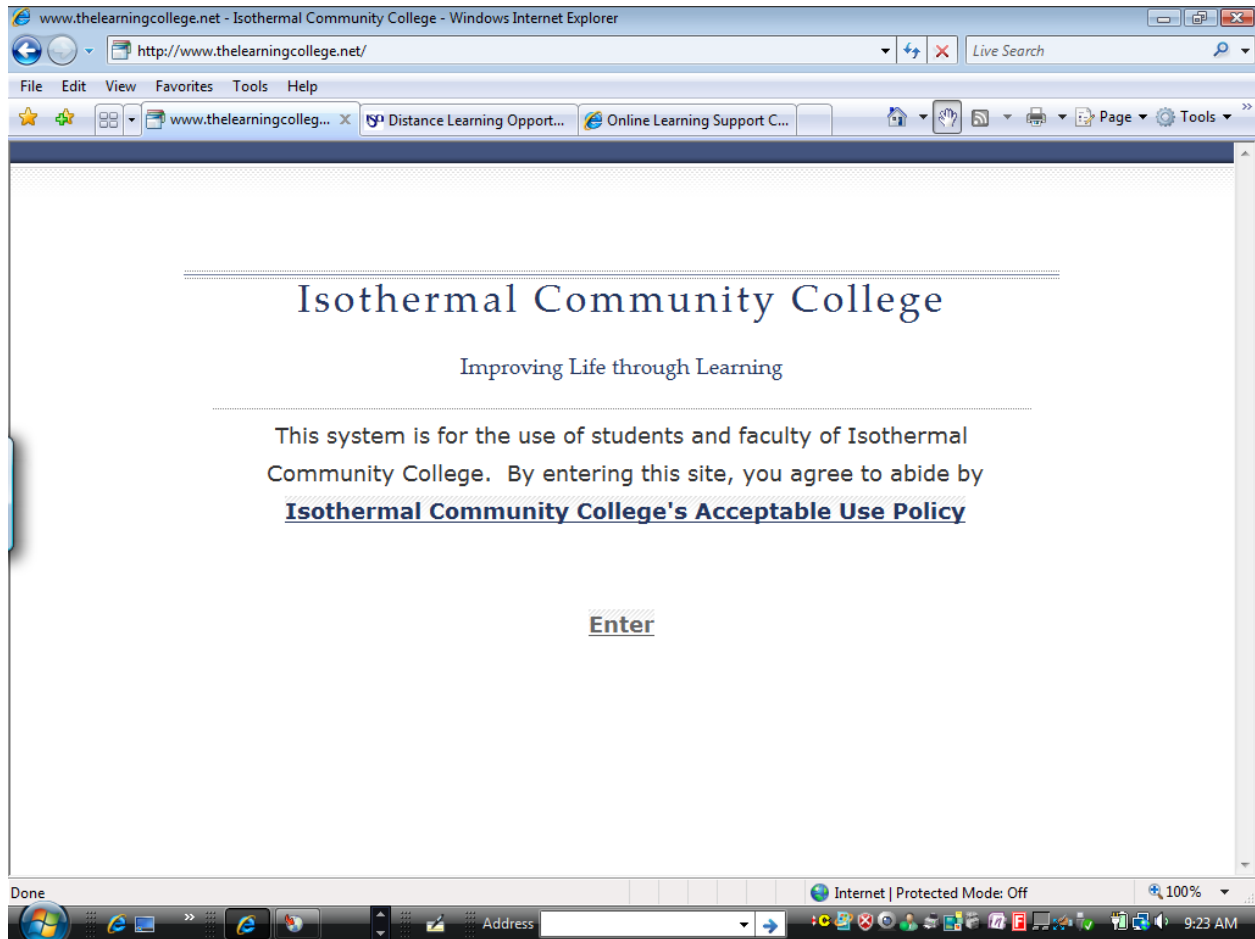 www.thelearningcollege.net - Isothermal Community College - Windows Internet Explorer
http://www.thelearningcollege.net/
Live Search
File Edit View Favorites Tools Help
www.thelearningcolleg... Distance Learning Opport... Online Learning Support C... Page Tools
Isothermal Community College
Improving Life through Learning
This system is for the use of students and faculty of Isothermal
Community College. By entering this site, you agree to abide by
Isothermal Community College's Acceptable Use Policy
Enter
Done Internet | Protected Mode: Off 100%
Address 9:23 AM